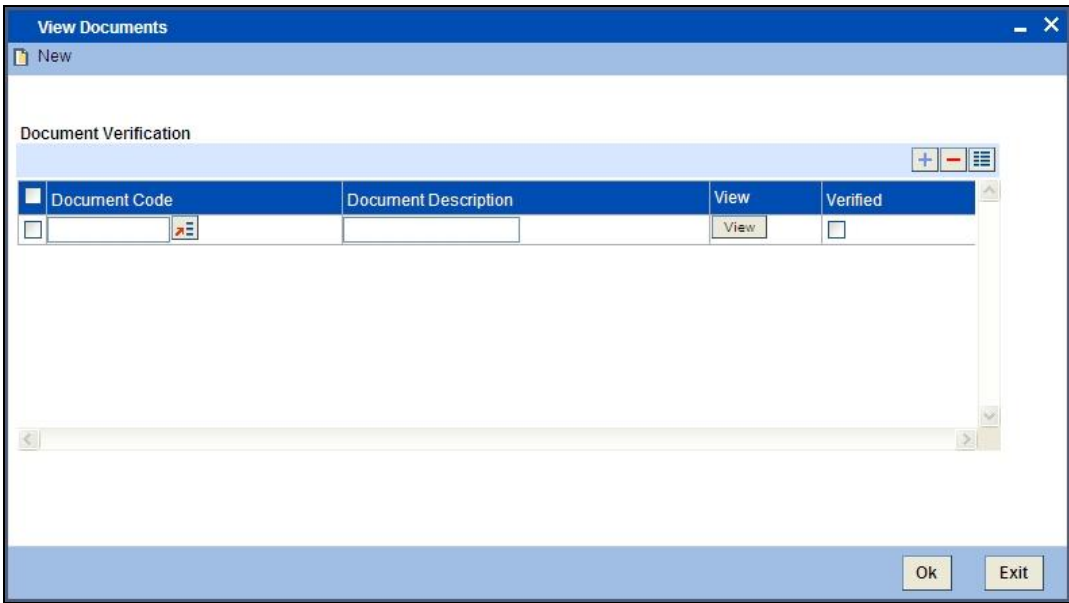 View Documents
New
Document Verification
Document Code Document Description View Verified
View
Ok Exit